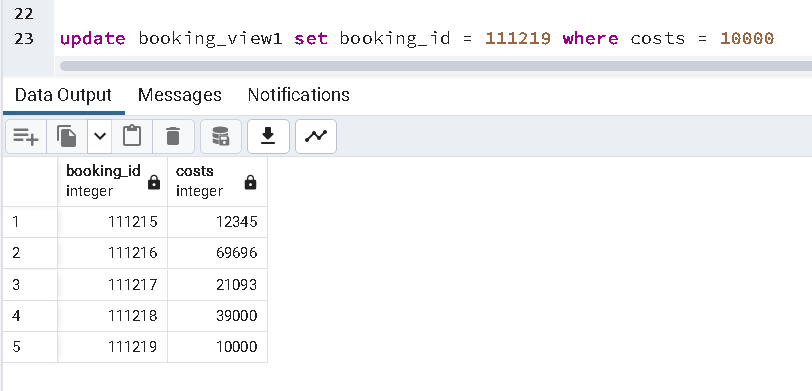 22
23 update booking_view1 set booking_id = 111219 where costs = 10000
Data Output Messages Notifications
booking_id costs
integer integer
1 111215 12345
2 111216 69696
3 111217 21093
4 111218 39000
5 111219 10000